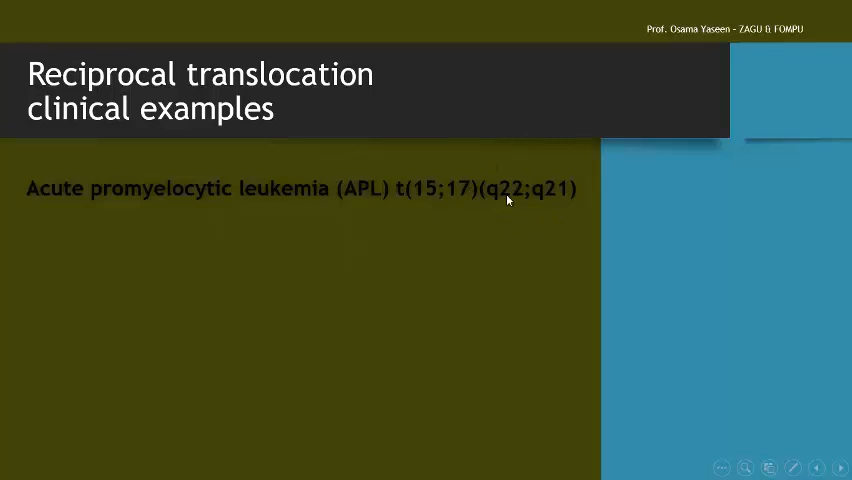 Prof. Osama Yaseen - ZAGU & FOMPU
Reciprocal translocation
clinical examples
Acute promyelocytic leukemia (APL) t(15;17)(q22;q21)